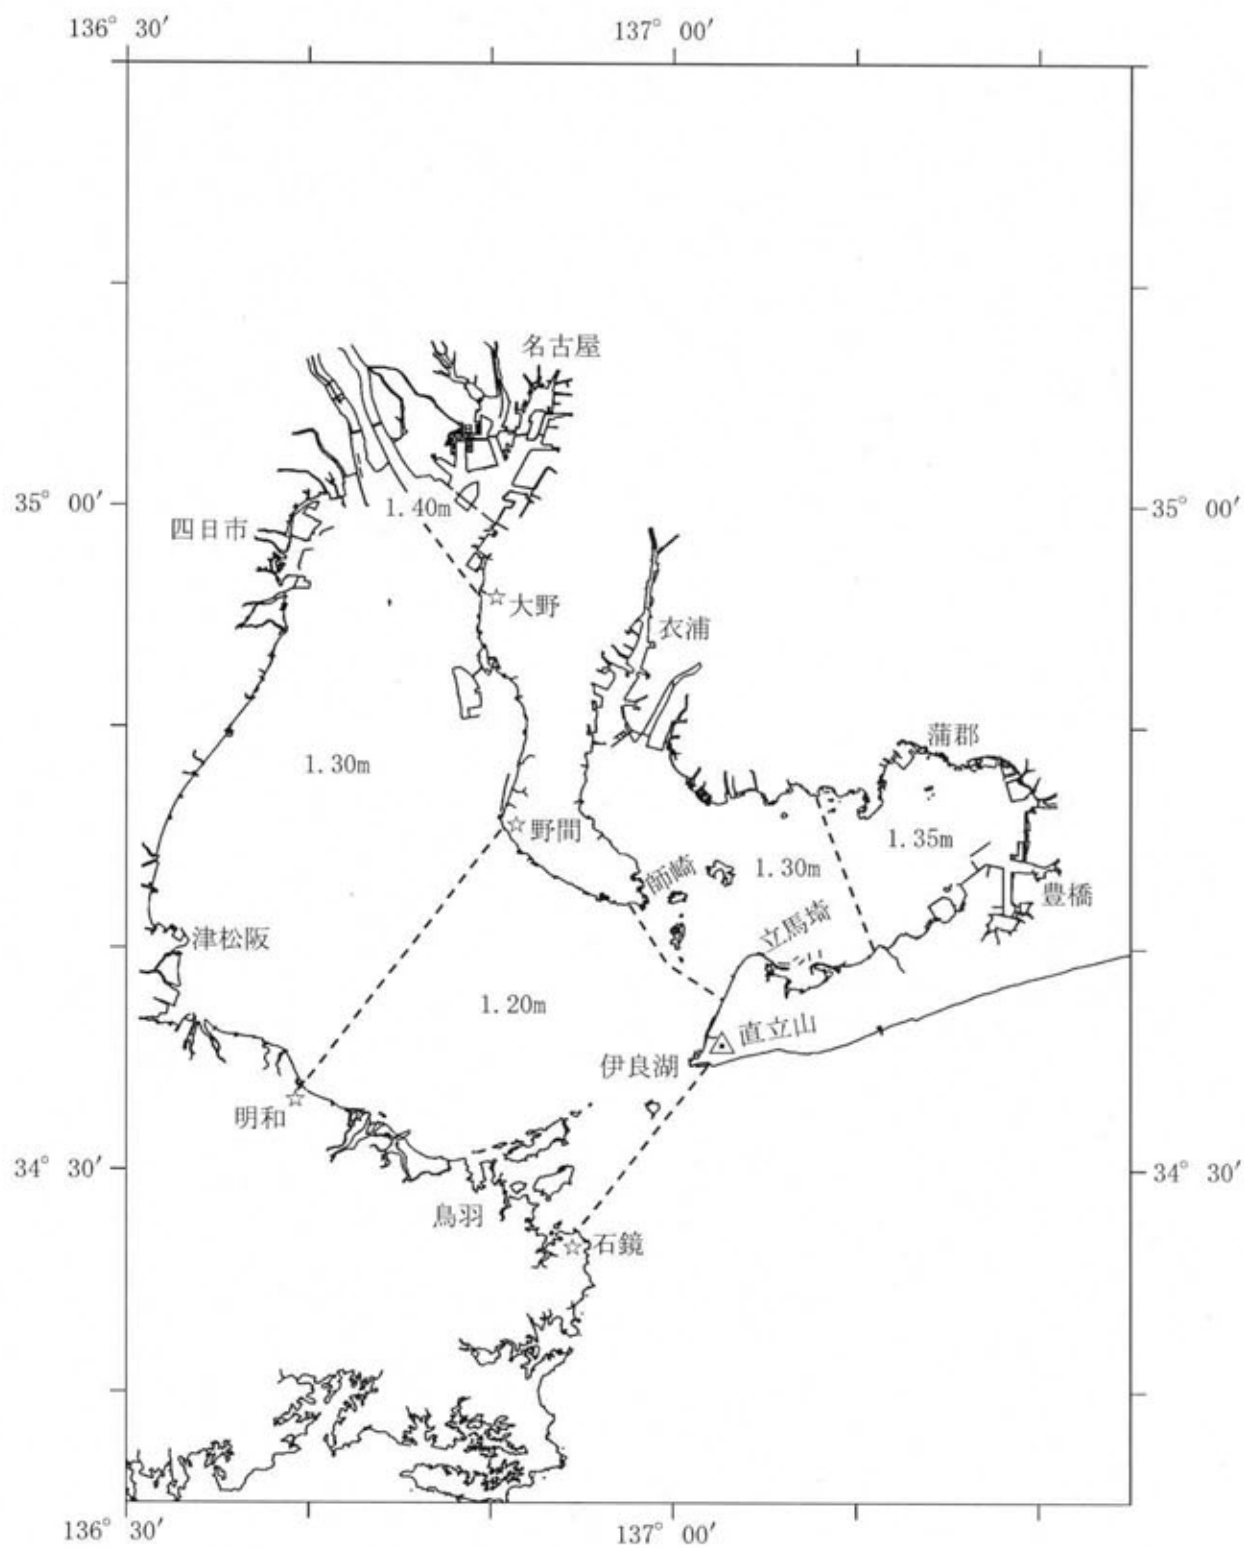 136° 30′
137° 00′
名古屋
35° 00′
1.40m
35° 00′
四日市
大野
衣浦
1.30m
蒲郡
野間
師崎
1.30m
1.35m
豊橋
立馬埼
津松阪
1.20m
直立山
伊良湖
明和
34° 30′
34° 30′
鳥羽
石鏡
136° 30′
137° 00′